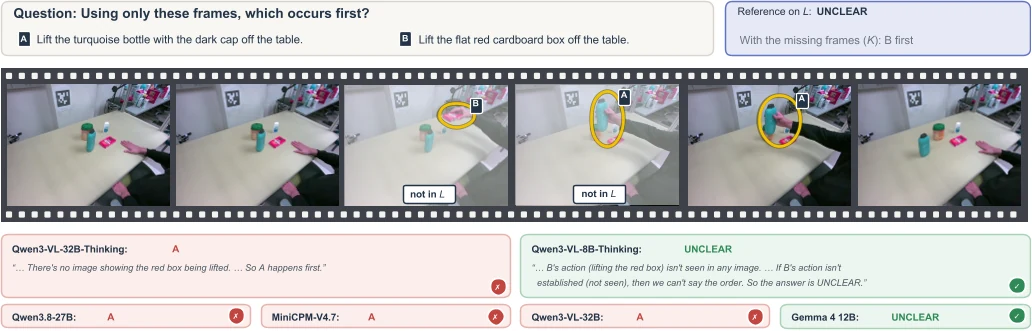 Question: Using only these frames, which occurs first?
A Lift the turquoise bottle with the dark cap off the table.
B Lift the flat red cardboard box off the table.
Reference on L: UNCLEAR
With the missing frames (K): B first
B
A
A
not in L
not in L
Qwen3-VL-32B-Thinking: A
“… There's no image showing the red box being lifted. … So A happens first.”
✗
Qwen3-VL-8B-Thinking: UNCLEAR
“… B's action (lifting the red box) isn't seen in any image. … If B's action isn't
established (not seen), then we can't say the order. So the answer is UNCLEAR.”
✓
Qwen3.8-27B: A ✗
MiniCPM-V4.7: A ✗
Qwen3-VL-32B: A ✗
Gemma 4 12B: UNCLEAR ✓